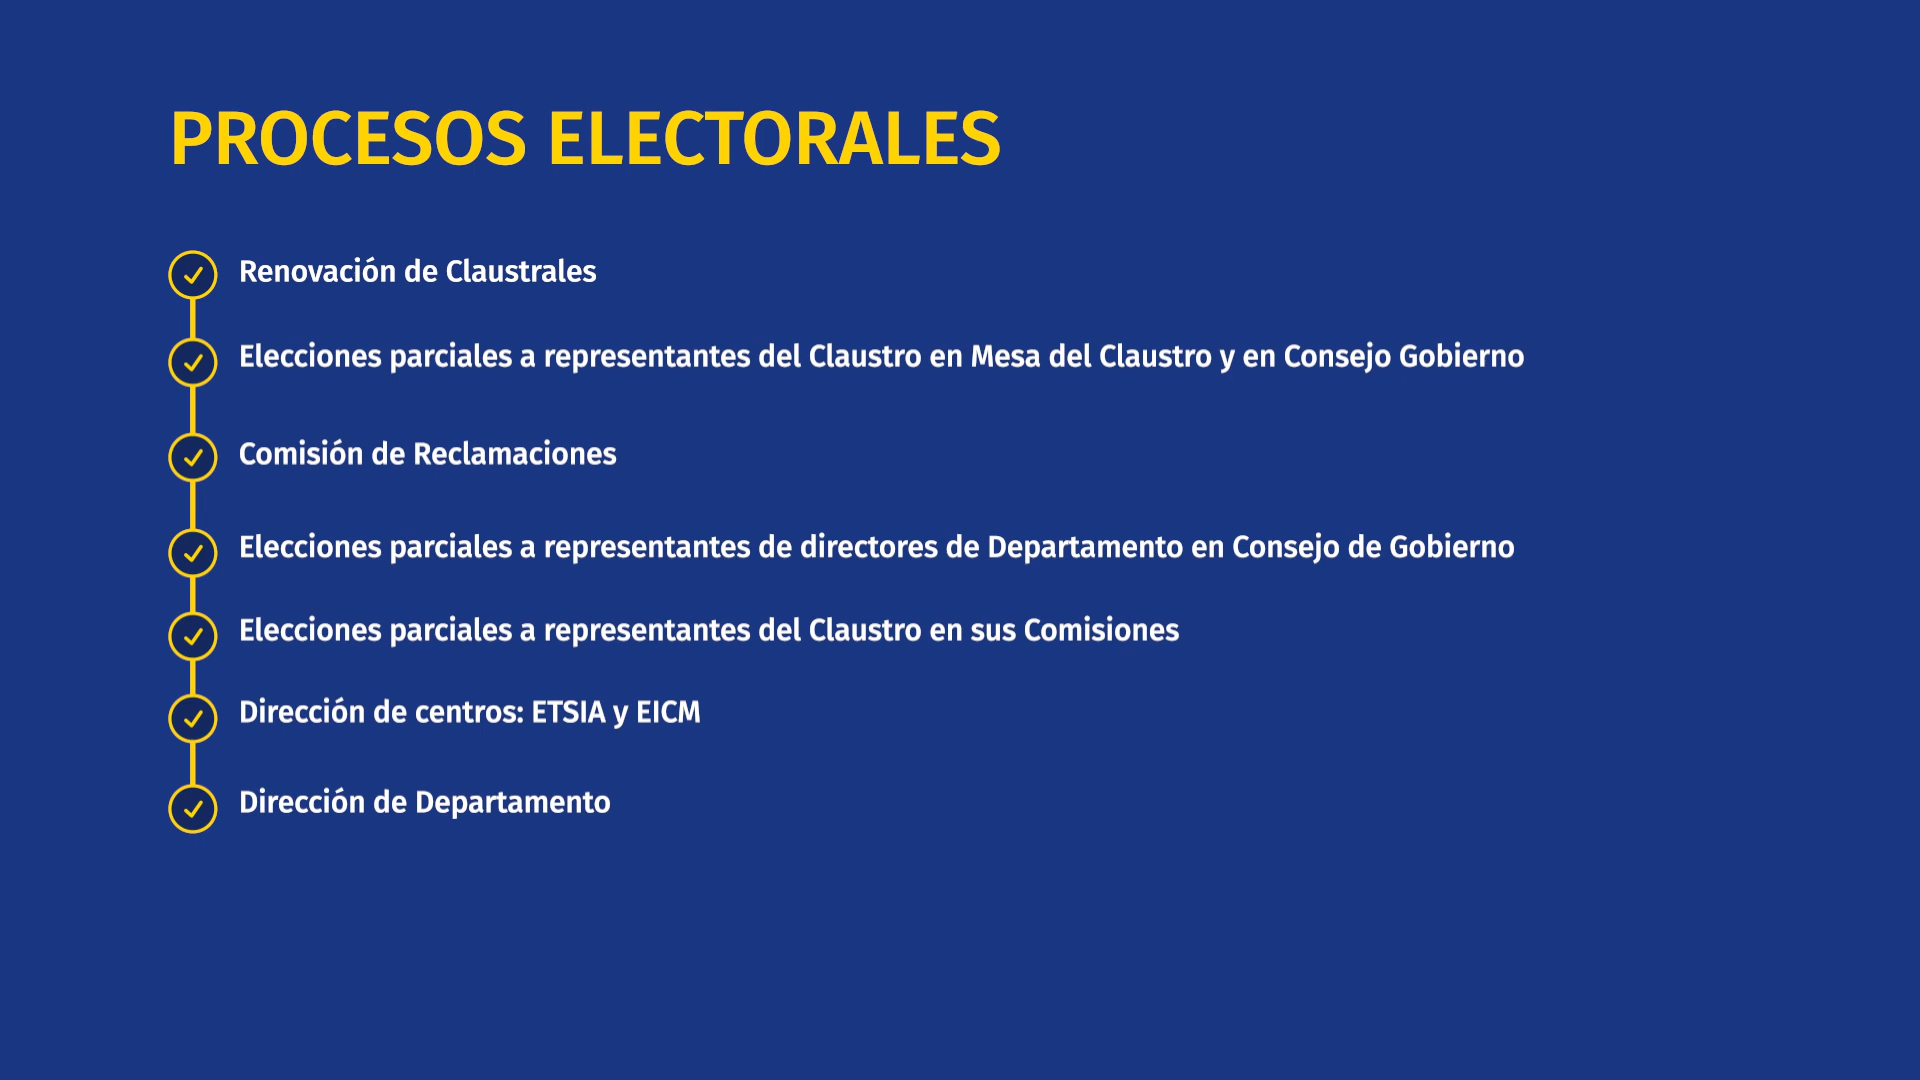 PROCESOS ELECTORALES
Renovación de Claustrales
Elecciones parciales a representantes del Claustro en Mesa del Claustro y en Consejo Gobierno
Comisión de Reclamaciones
Elecciones parciales a representantes de directores de Departamento en Consejo de Gobierno
Elecciones parciales a representantes del Claustro en sus Comisiones
Dirección de centros: ETSIA y EICM
Dirección de Departamento